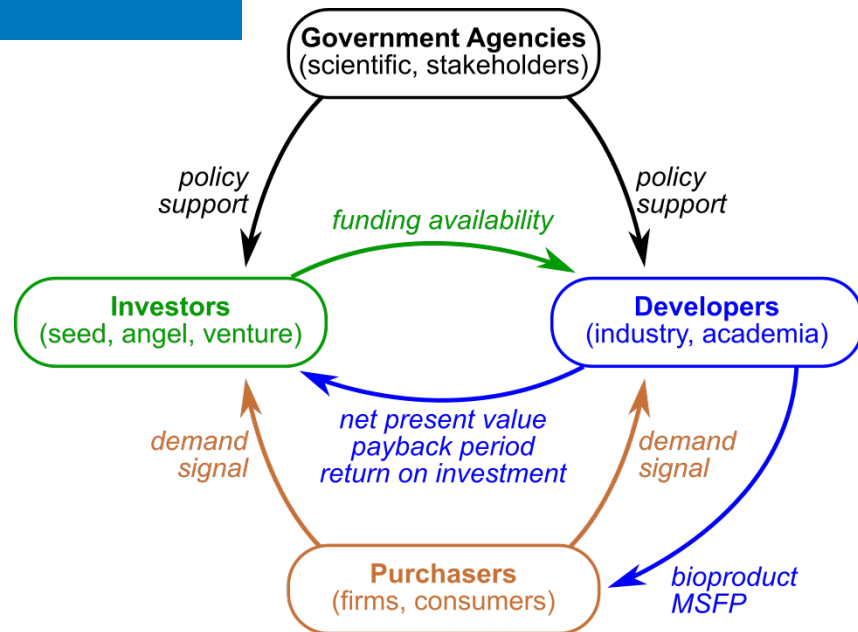 Government Agencies
(scientific, stakeholders)
policy
support
policy
support
funding availability
Investors
(seed, angel, venture)
Developers
(industry, academia)
net present value
payback period
return on investment
demand
signal
demand
signal
Purchasers
(firms, consumers)
bioproduct
MSFP